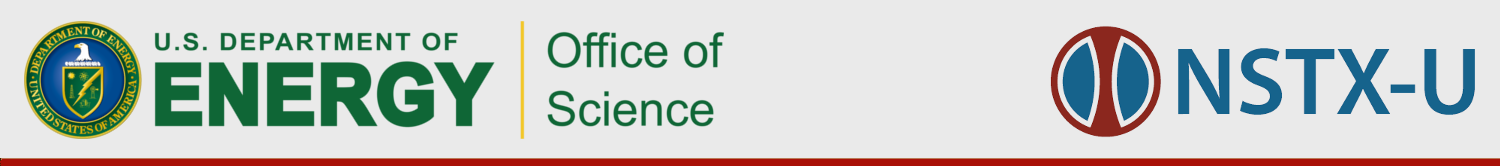 DEPARTMENT OF ENERGY
UNITED STATES OF AMERICA
U.S. DEPARTMENT OF
ENERGY
Office of
Science
NSTX-U